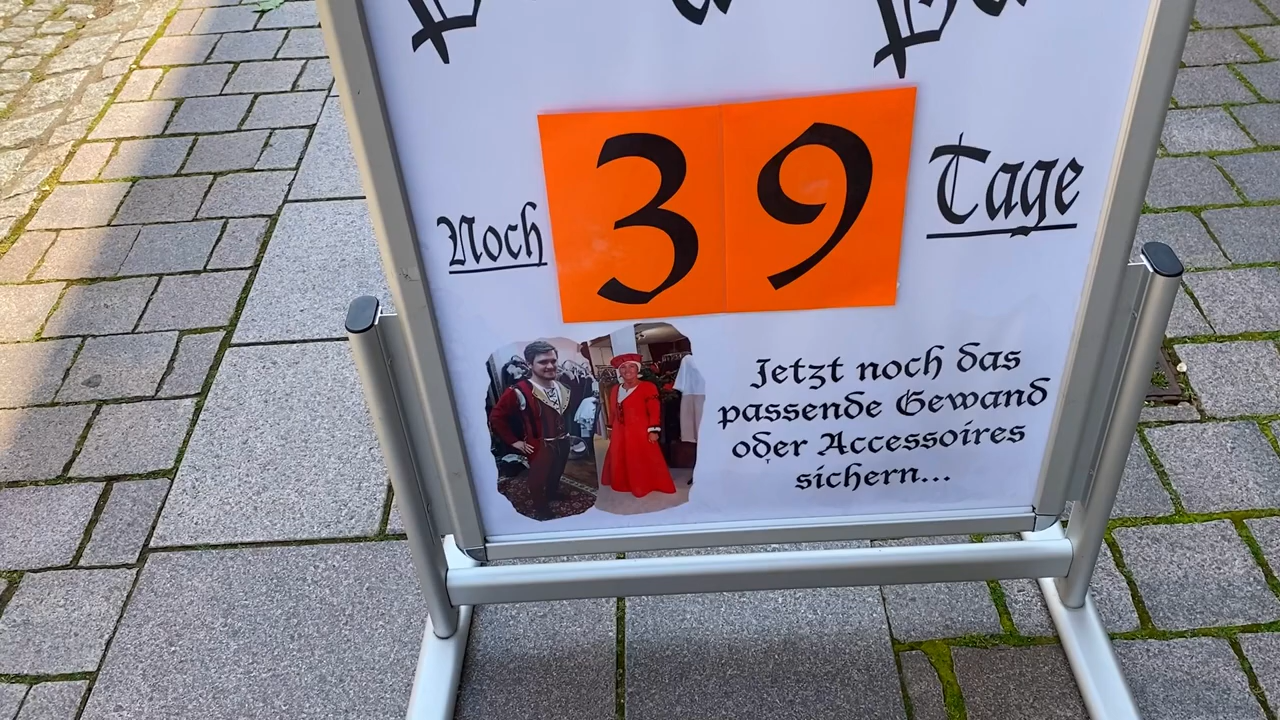 Noch 39 Tage
Jetzt noch das
passende Gewand
oder Accessoires
sichern...